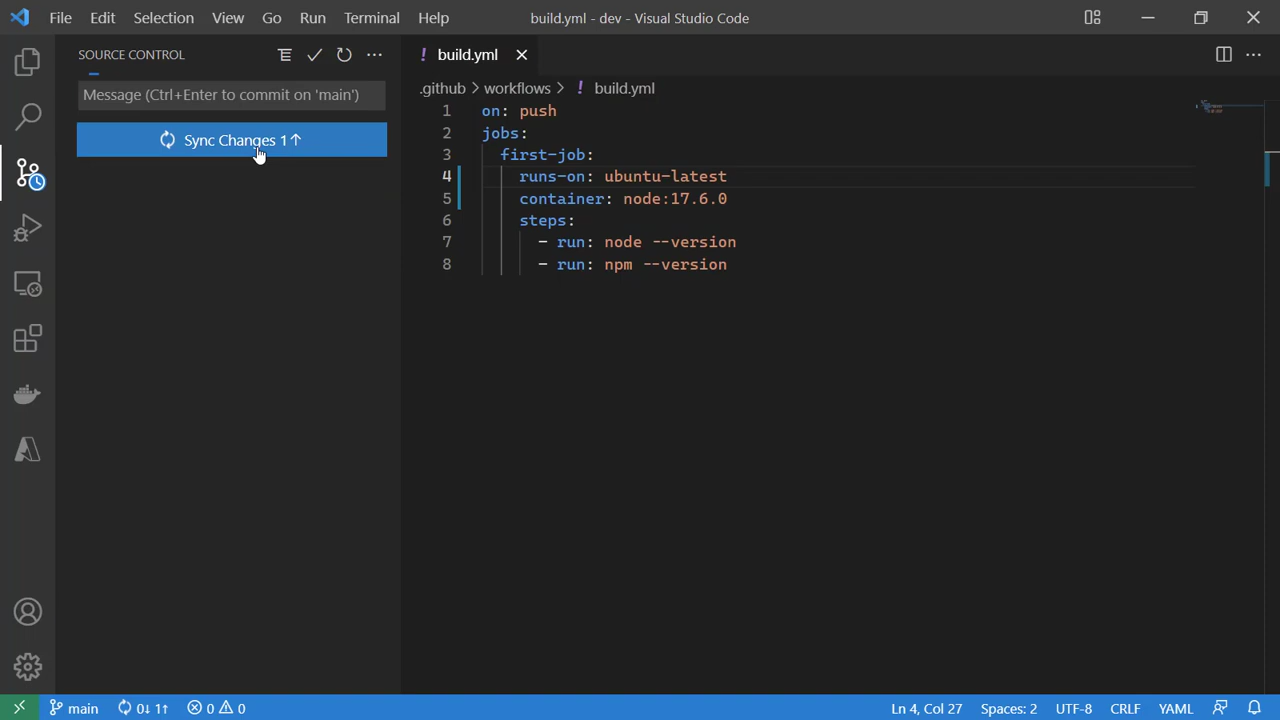 File Edit Selection View Go Run Terminal Help build.yml - dev - Visual Studio Code
SOURCE CONTROL
Message (Ctrl+Enter to commit on 'main')
Sync Changes 1↑
! build.yml
.github > workflows > ! build.yml
1 on: push
2 jobs:
3 first-job:
4 runs-on: ubuntu-latest
5 container: node:17.6.0
6 steps:
7 - run: node --version
8 - run: npm --version
main 0↓ 1↑ 0 0 Ln 4, Col 27 Spaces: 2 UTF-8 CRLF YAML